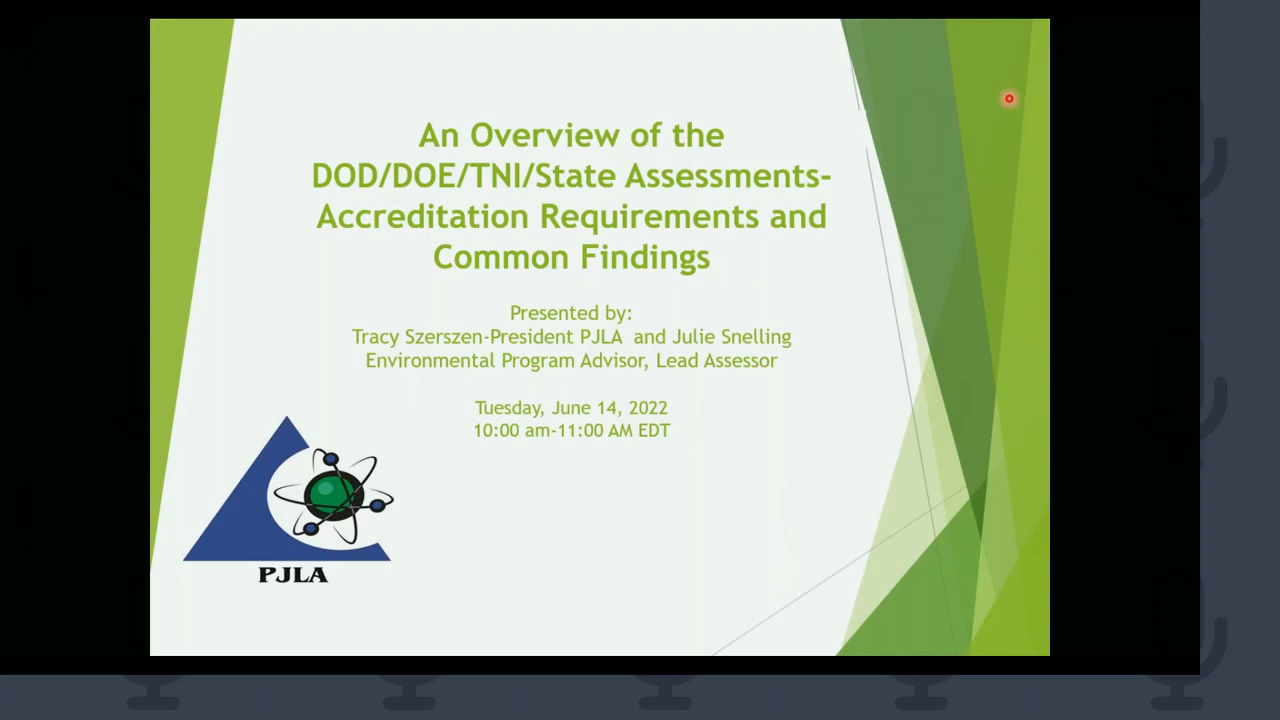 An Overview of the
DOD/DOE/TNI/State Assessments-
Accreditation Requirements and
Common Findings
Presented by:
Tracy Szerszen-President PJLA and Julie Snelling
Environmental Program Advisor, Lead Assessor
Tuesday, June 14, 2022
10:00 am-11:00 AM EDT
PJLA